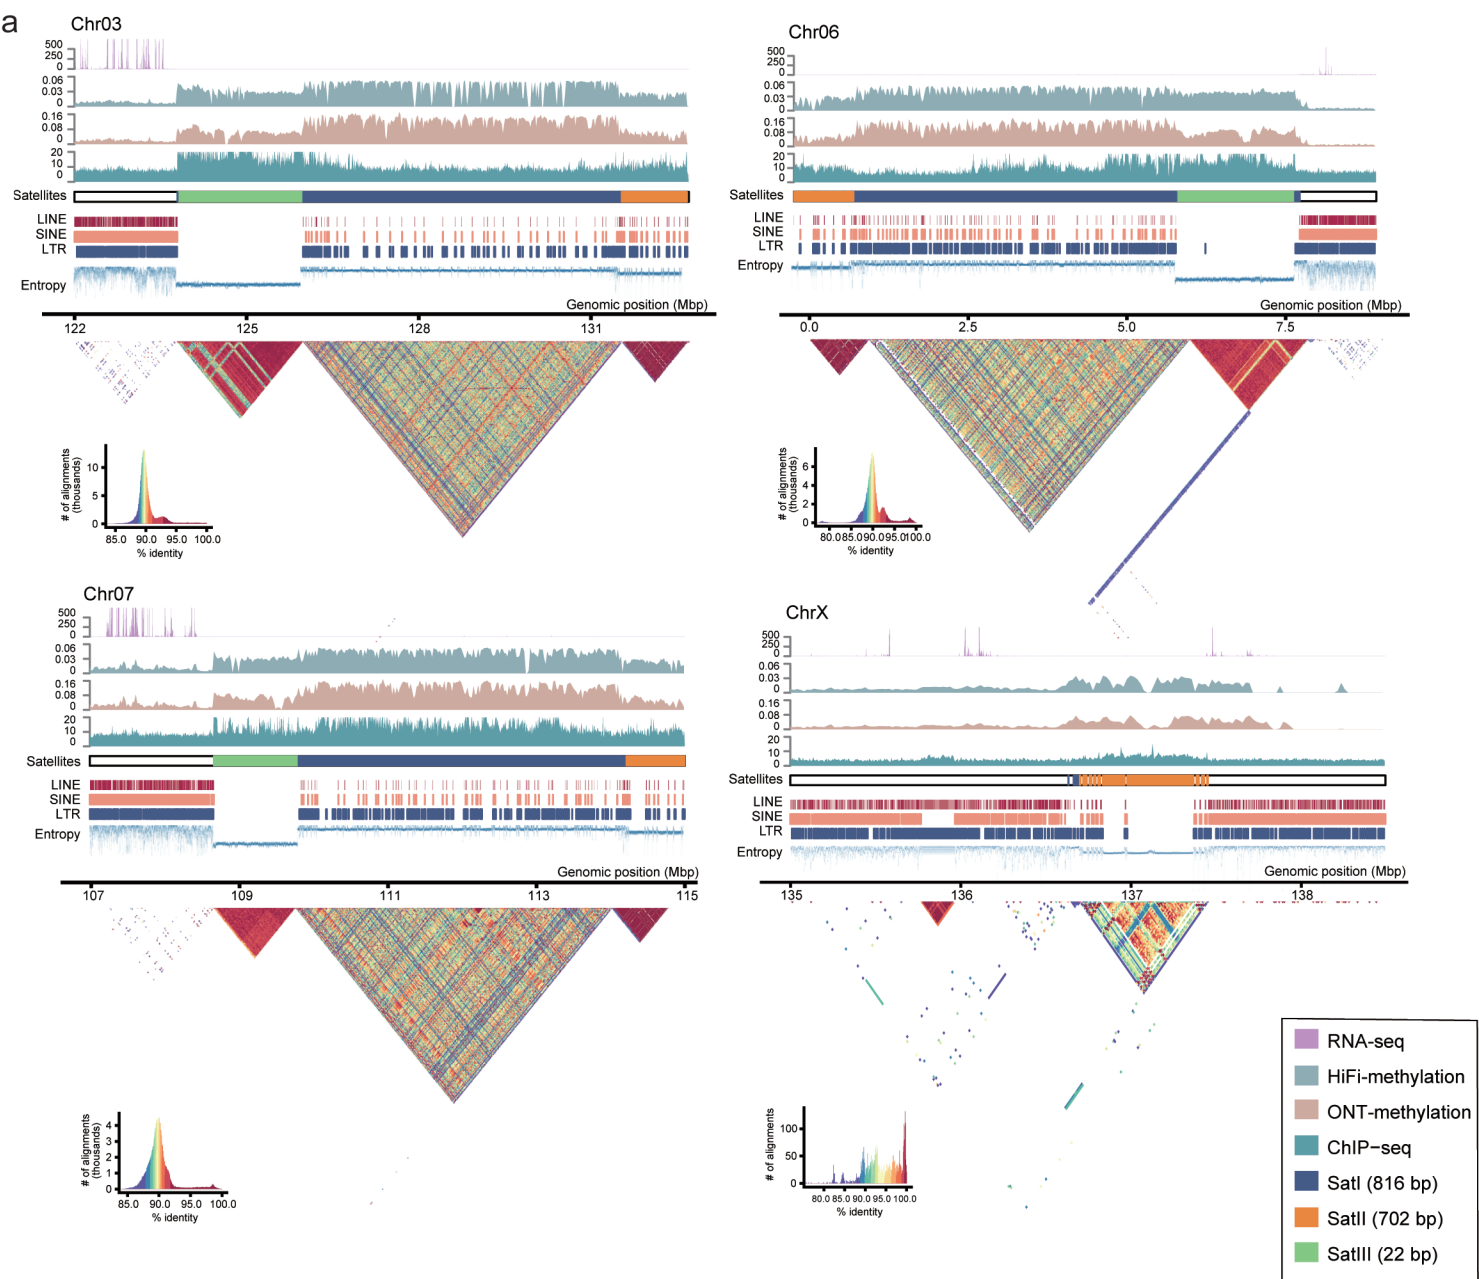 a
Chr03
500
250
0
0.06
0.03
0
0.16
0.08
0
20
10
0
Satellites
LINE
SINE
LTR
Entropy
Genomic position (Mbp)
122
125
128
131
# of alignments
(thousands)
10
5
0
85.0
90.0
95.0
100.0
% identity
Chr06
500
250
0
0.06
0.03
0
0.16
0.08
0
20
10
0
Satellites
LINE
SINE
LTR
Entropy
Genomic position (Mbp)
0.0
2.5
5.0
7.5
# of alignments
(thousands)
6
4
2
0
80.0
85.0
90.0
95.0
100.0
% identity
Chr07
500
250
0
0.06
0.03
0
0.16
0.08
0
20
10
0
Satellites
LINE
SINE
LTR
Entropy
Genomic position (Mbp)
107
109
111
113
115
# of alignments
(thousands)
4
3
2
1
0
85.0
90.0
95.0
100.0
% identity
ChrX
500
250
0
0.06
0.03
0
0.16
0.08
0
20
10
0
Satellites
LINE
SINE
LTR
Entropy
Genomic position (Mbp)
135
136
137
138
# of alignments
100
50
0
80.0
85.0
90.0
95.0
100.0
% identity
RNA-seq
HiFi-methylation
ONT-methylation
ChIP−seq
SatI (816 bp)
SatII (702 bp)
SatIII (22 bp)